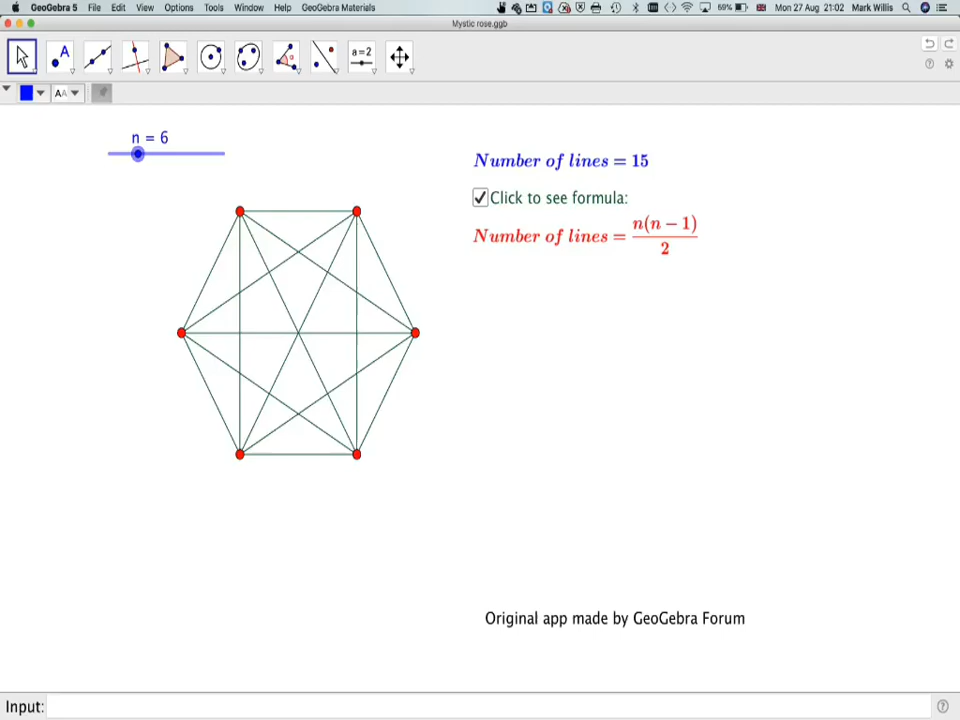 GeoGebra 5 File Edit View Options Tools Window Help GeoGebra Materials 59% Mon 27 Aug 21:02 Mark Willis
Mystic rose.ggb
A a=2
AA
n = 6
Number of lines = 15
Click to see formula:
Number of lines = n(n − 1)/2
Original app made by GeoGebra Forum
Input: